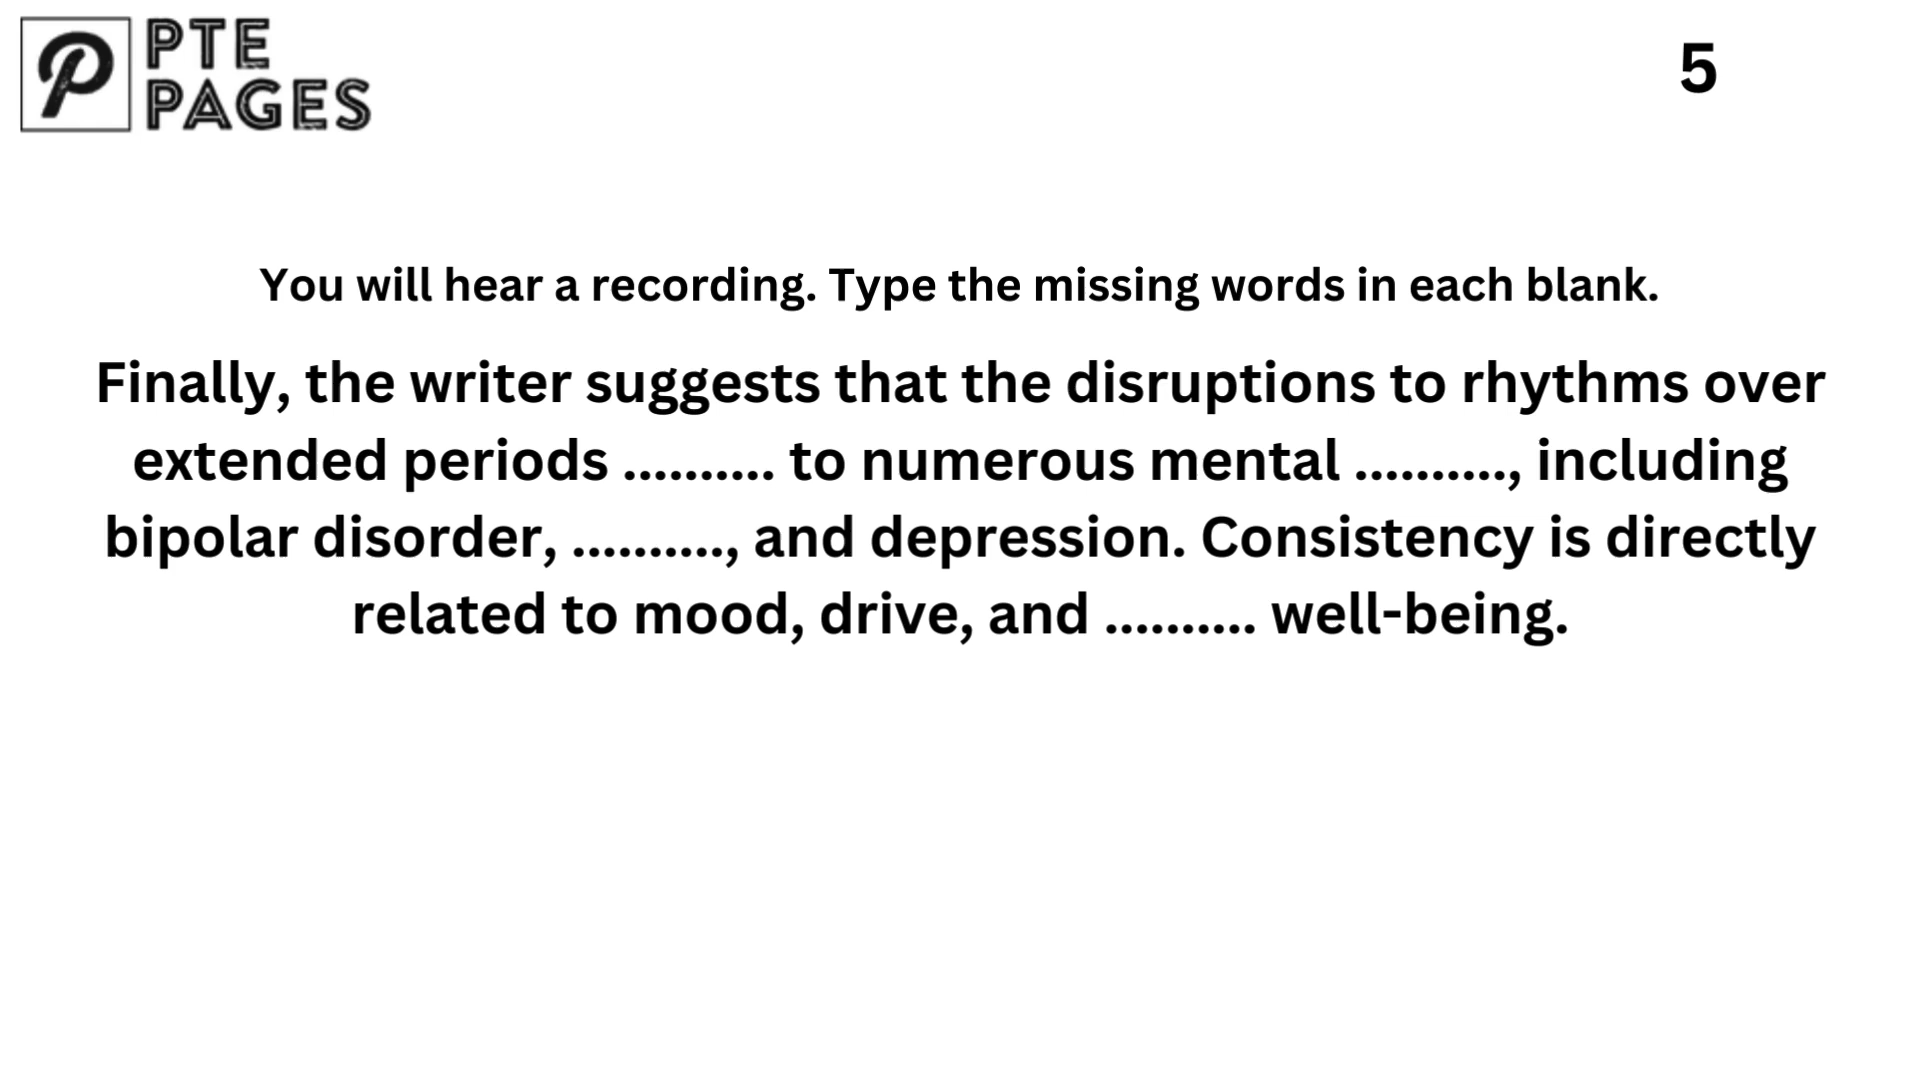 PTE
PAGES
5
You will hear a recording. Type the missing words in each blank.
Finally, the writer suggests that the disruptions to rhythms over
extended periods .......... to numerous mental .........., including
bipolar disorder, .........., and depression. Consistency is directly
related to mood, drive, and .......... well-being.